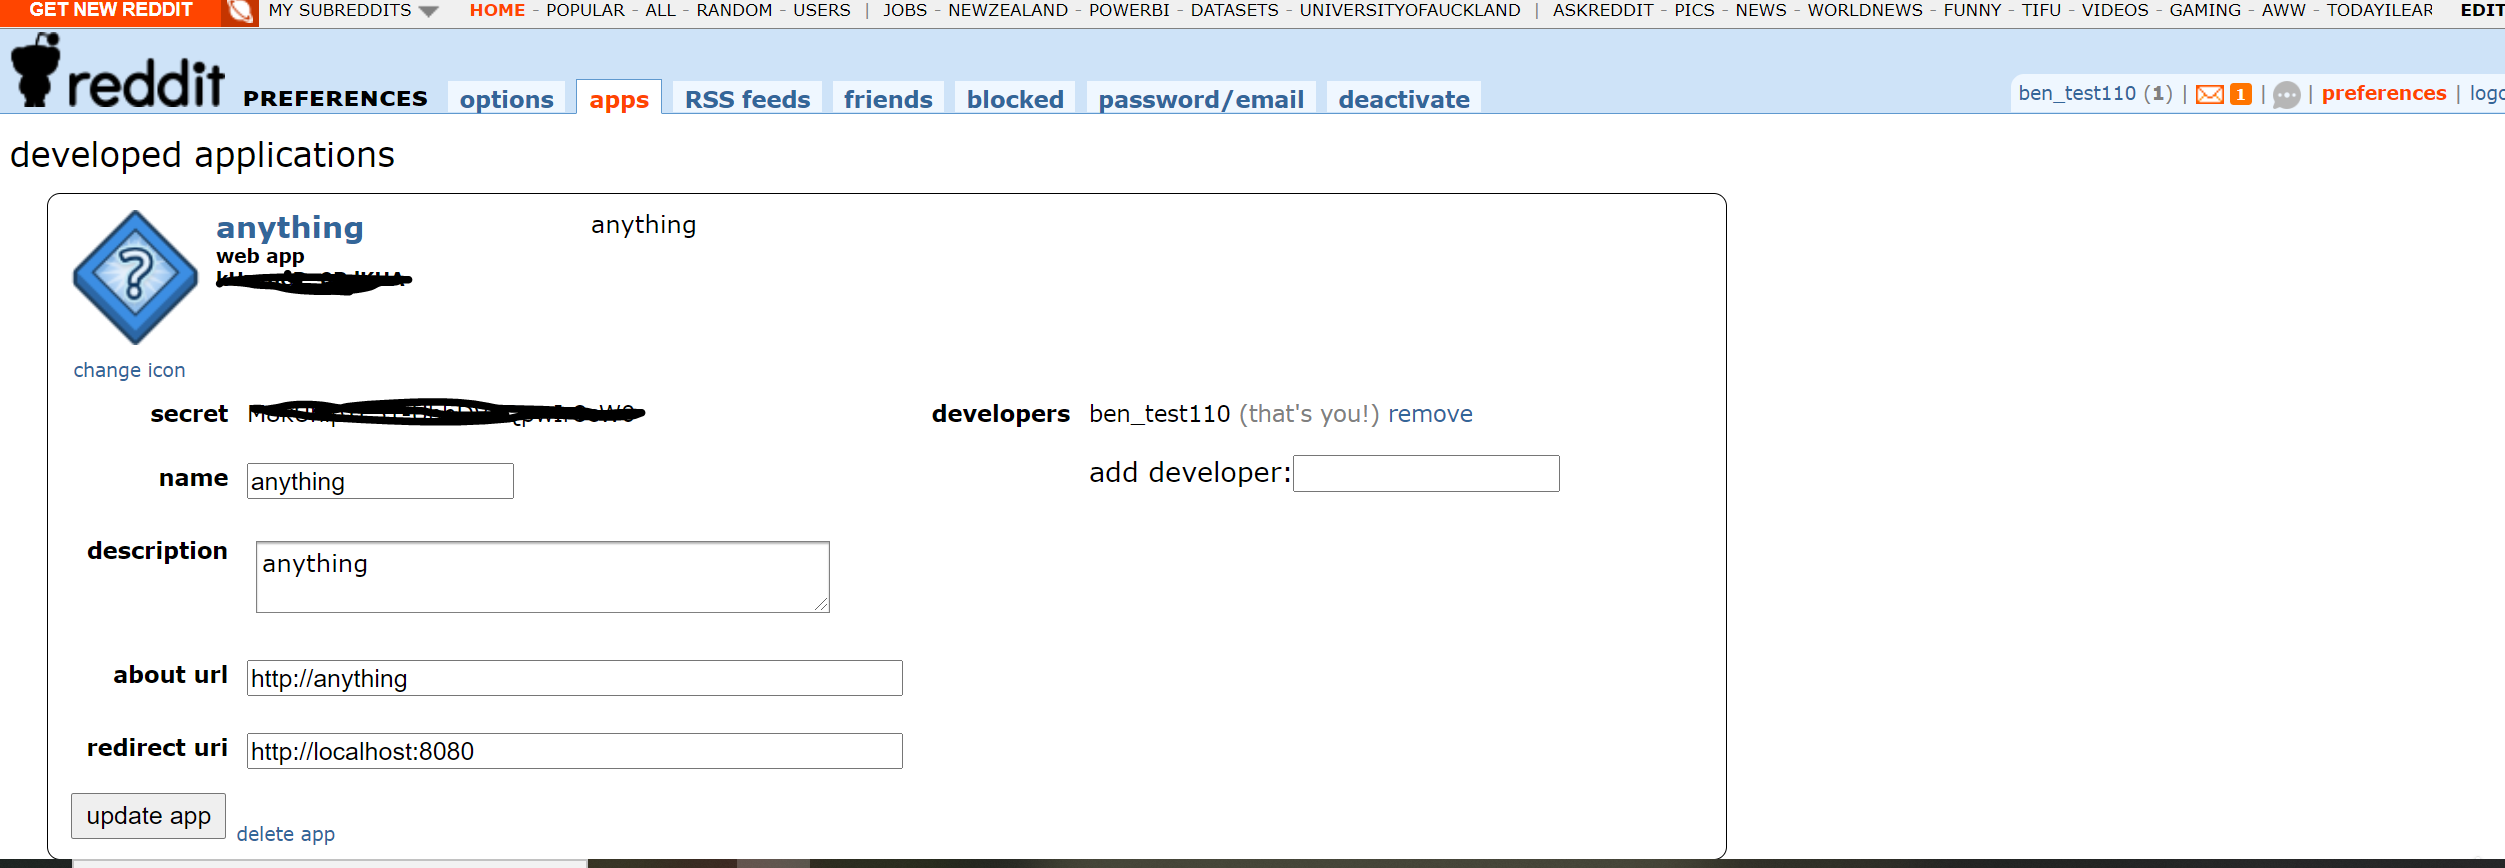 GET NEW REDDIT MY SUBREDDITS HOME - POPULAR - ALL - RANDOM - USERS | JOBS - NEWZEALAND - POWERBI - DATASETS - UNIVERSITYOFAUCKLAND | ASKREDDIT - PICS - NEWS - WORLDNEWS - FUNNY - TIFU - VIDEOS - GAMING - AWW - TODAYILEAR EDIT
reddit PREFERENCES options apps RSS feeds friends blocked password/email deactivate ben_test110 (1) | 1 | | preferences | logo
developed applications
anything anything
web app
change icon
secret developers ben_test110 (that's you!) remove
name anything add developer:
description anything
about url http://anything
redirect uri http://localhost:8080
update app delete app